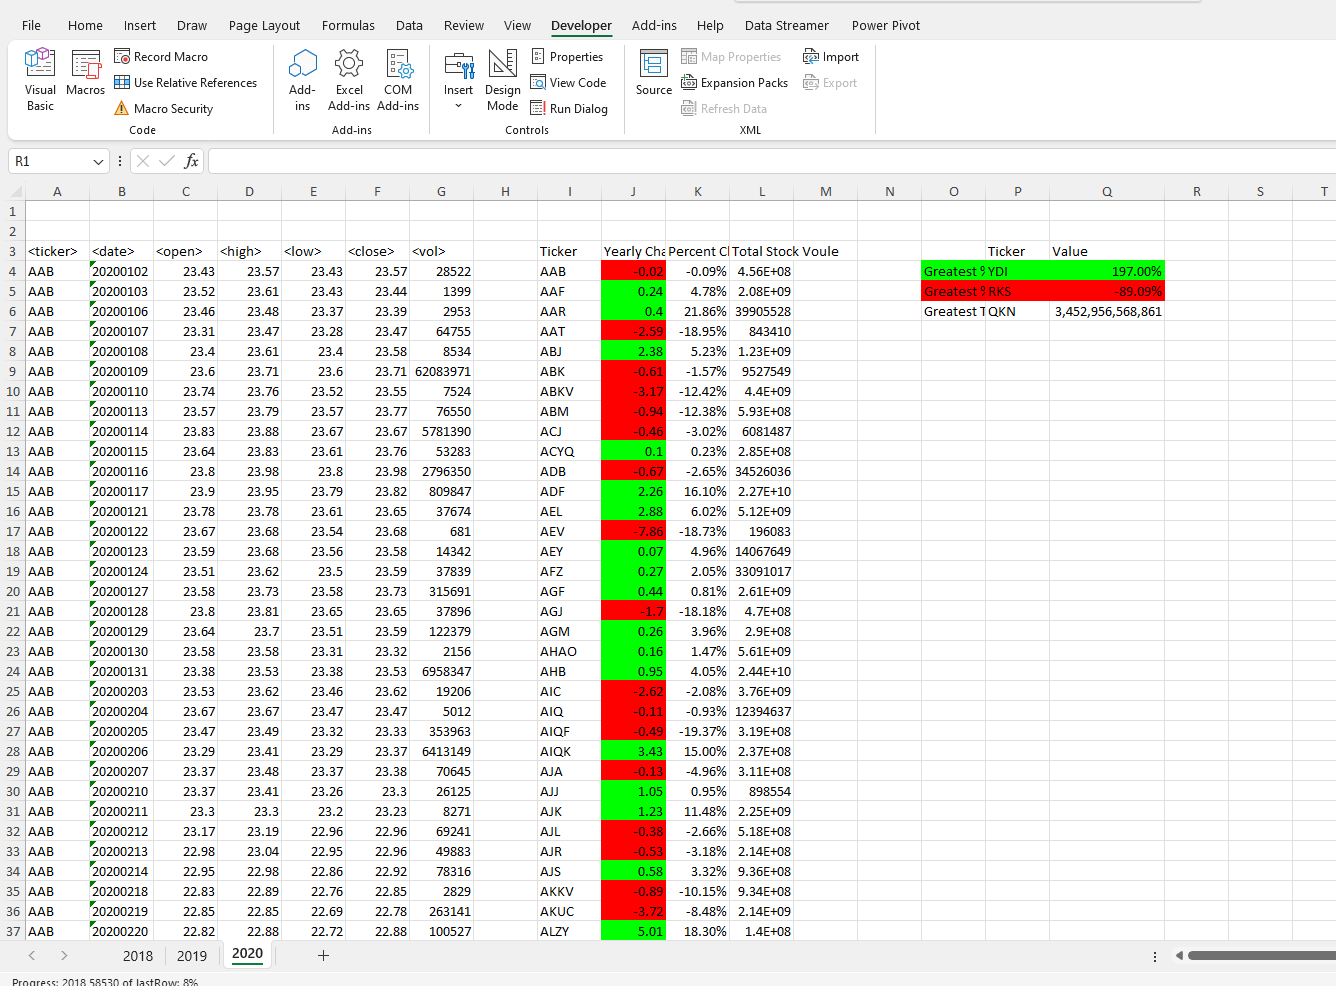 File Home Insert Draw Page Layout Formulas Data Review View Developer Add-ins Help Data Streamer Power Pivot
Visual Basic
Macros
Record Macro
Use Relative References
Macro Security
Code
Add-ins
Excel Add-ins
COM Add-ins
Add-ins
Insert
Design Mode
Properties
View Code
Run Dialog
Controls
Source
Map Properties
Expansion Packs
Refresh Data
Import
Export
XML
R1 fx
A B C D E F G H I J K L M N O P Q R S T
1
2
3 <ticker> <date> <open> <high> <low> <close> <vol> Ticker Yearly Cha Percent Cl Total Stock Voule Ticker Value
4 AAB 20200102 23.43 23.57 23.43 23.57 28522 AAB -0.02 -0.09% 4.56E+08 Greatest % YDI 197.00%
5 AAB 20200103 23.52 23.61 23.43 23.44 1399 AAF 0.24 4.78% 2.08E+09 Greatest % RKS -89.09%
6 AAB 20200106 23.46 23.48 23.37 23.39 2953 AAR 0.4 21.86% 39905528 Greatest T QKN 3,452,956,568,861
7 AAB 20200107 23.31 23.47 23.28 23.47 64755 AAT -2.59 -18.95% 843410
8 AAB 20200108 23.4 23.61 23.4 23.58 8534 ABJ 2.38 5.23% 1.23E+09
9 AAB 20200109 23.6 23.71 23.6 23.71 62083971 ABK -0.61 -1.57% 9527549
10 AAB 20200110 23.74 23.76 23.52 23.55 7524 ABKV -3.17 -12.42% 4.4E+09
11 AAB 20200113 23.57 23.79 23.57 23.77 76550 ABM -0.94 -12.38% 5.93E+08
12 AAB 20200114 23.83 23.88 23.67 23.67 5781390 ACJ -0.46 -3.02% 6081487
13 AAB 20200115 23.64 23.83 23.61 23.76 53283 ACYQ 0.1 0.23% 2.85E+08
14 AAB 20200116 23.8 23.98 23.8 23.98 2796350 ADB -0.67 -2.65% 34526036
15 AAB 20200117 23.9 23.95 23.79 23.82 809847 ADF 2.26 16.10% 2.27E+10
16 AAB 20200121 23.78 23.78 23.61 23.65 37674 AEL 2.88 6.02% 5.12E+09
17 AAB 20200122 23.67 23.68 23.54 23.68 681 AEV -7.86 -18.73% 196083
18 AAB 20200123 23.59 23.68 23.56 23.58 14342 AEY 0.07 4.96% 14067649
19 AAB 20200124 23.51 23.62 23.5 23.59 37839 AFZ 0.27 2.05% 33091017
20 AAB 20200127 23.58 23.73 23.58 23.73 315691 AGF 0.44 0.81% 2.61E+09
21 AAB 20200128 23.8 23.81 23.65 23.65 37896 AGJ -1.7 -18.18% 4.7E+08
22 AAB 20200129 23.64 23.7 23.51 23.59 122379 AGM 0.26 3.96% 2.9E+08
23 AAB 20200130 23.58 23.58 23.31 23.32 2156 AHAO 0.16 1.47% 5.61E+09
24 AAB 20200131 23.38 23.53 23.38 23.53 6958347 AHB 0.95 4.05% 2.44E+10
25 AAB 20200203 23.53 23.62 23.46 23.62 19206 AIC -2.62 -2.08% 3.76E+09
26 AAB 20200204 23.67 23.67 23.47 23.47 5012 AIQ -0.11 -0.93% 12394637
27 AAB 20200205 23.47 23.49 23.32 23.33 353963 AIQF -0.49 -19.37% 3.19E+08
28 AAB 20200206 23.29 23.41 23.29 23.37 6413149 AIQK 3.43 15.00% 2.37E+08
29 AAB 20200207 23.37 23.48 23.37 23.38 70645 AJA -0.13 -4.96% 3.11E+08
30 AAB 20200210 23.37 23.41 23.26 23.3 26125 AJJ 1.05 0.95% 898554
31 AAB 20200211 23.3 23.3 23.2 23.23 8271 AJK 1.23 11.48% 2.25E+09
32 AAB 20200212 23.17 23.19 22.96 22.96 69241 AJL -0.38 -2.66% 5.18E+08
33 AAB 20200213 22.98 23.04 22.95 22.96 49883 AJR -0.53 -3.18% 2.14E+08
34 AAB 20200214 22.95 22.98 22.86 22.92 78316 AJS 0.58 3.32% 9.36E+08
35 AAB 20200218 22.83 22.89 22.76 22.85 2829 AKKV -0.89 -10.15% 9.34E+08
36 AAB 20200219 22.85 22.85 22.69 22.78 263141 AKUC -3.72 -8.48% 2.14E+09
37 AAB 20200220 22.82 22.88 22.72 22.88 100527 ALZY 5.01 18.30% 1.4E+08
2018 2019 2020
Progress: 2018 58530 of lastRow: 8%